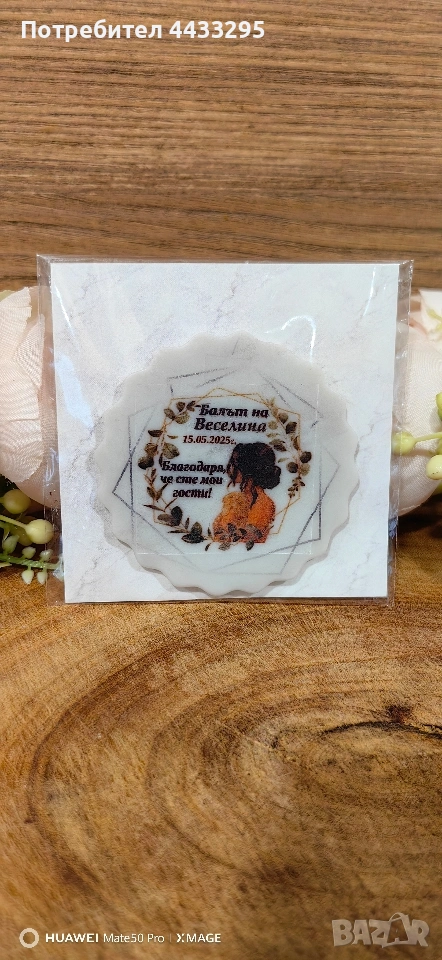 Потребител 4433295
Балът на
Веселина
15.05.2025г.
Благодаря,
че сте мои
гости!
HUAWEI Mate50 Pro | XMAGE
BAZAR